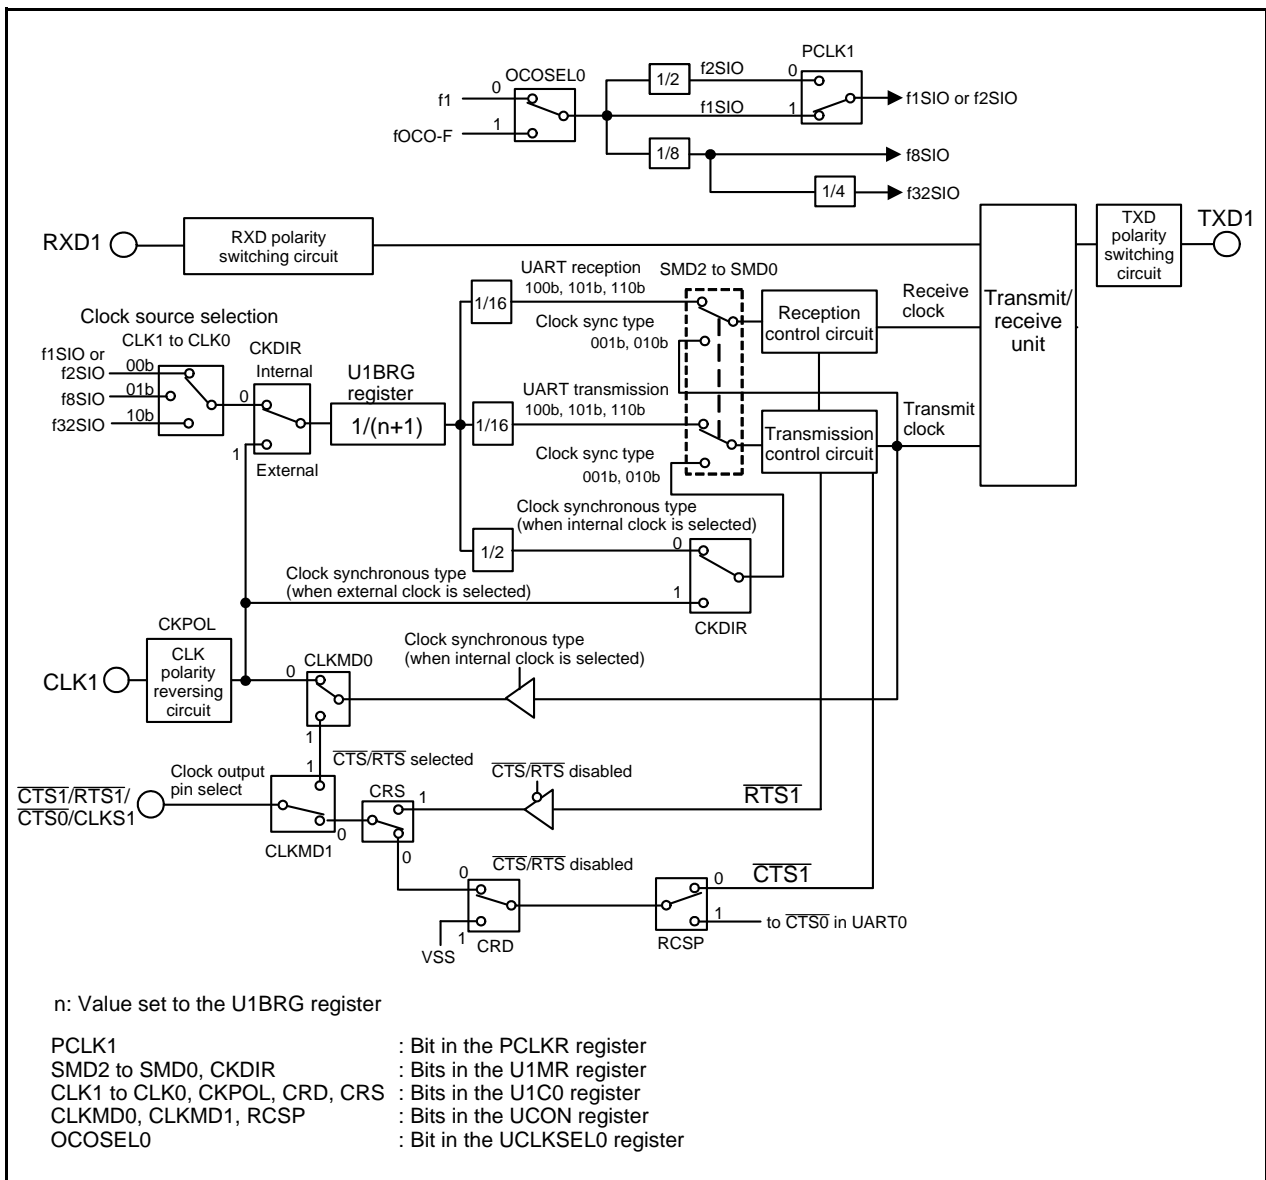 PCLK1
OCOSEL0
f2SIO
0
1/2
0
f1
f1SIO or f2SIO
f1SIO
1
1
fOCO-F
1/8
f8SIO
1/4
f32SIO
RXD1
RXD polarity
switching circuit
TXD
polarity
switching
circuit
TXD1
UART reception
100b, 101b, 110b
SMD2 to SMD0
1/16
Clock source selection
CLK1 to CLK0
Clock sync type
001b, 010b
Reception
control circuit
Receive
clock
Transmit/
receive
unit
f1SIO or
f2SIO
00b
CKDIR
Internal
f8SIO
01b
0
U1BRG
register
f32SIO
10b
1/(n+1)
UART transmission
100b, 101b, 110b
1/16
Transmission
control circuit
Transmit
clock
1
External
Clock sync type
001b, 010b
Clock synchronous type
(when internal clock is selected)
1/2
0
Clock synchronous type
(when external clock is selected)
1
CKDIR
CKPOL
Clock synchronous type
(when internal clock is selected)
CLK1
CLK
polarity
reversing
circuit
0
CLKMD0
1
CTS/RTS selected
1
Clock output
pin select
CTS/RTS disabled
CTS1/RTS1/
CTS0/CLKS1
CRS
1
RTS1
CLKMD1
0
0
CTS/RTS disabled
0
0
CTS1
1
VSS
CRD
RCSP
1
to CTS0 in UART0
n: Value set to the U1BRG register
PCLK1 : Bit in the PCLKR register
SMD2 to SMD0, CKDIR : Bits in the U1MR register
CLK1 to CLK0, CKPOL, CRD, CRS : Bits in the U1C0 register
CLKMD0, CLKMD1, RCSP : Bits in the UCON register
OCOSEL0 : Bit in the UCLKSEL0 register